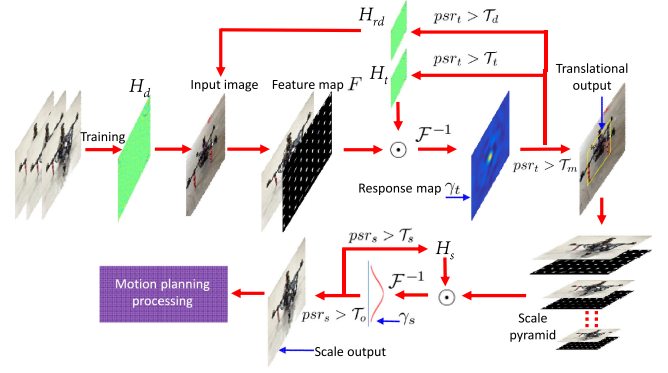 H_rd
psr_t > T_d
H_d
Input image
Feature map
F
H_t
psr_t > T_t
Translational
output
Training
F^{-1}
psr_t > T_m
Response map γ_t
psr_s > T_s
H_s
Motion planning
processing
F^{-1}
psr_s > T_o
γ_s
Scale
pyramid
Scale output